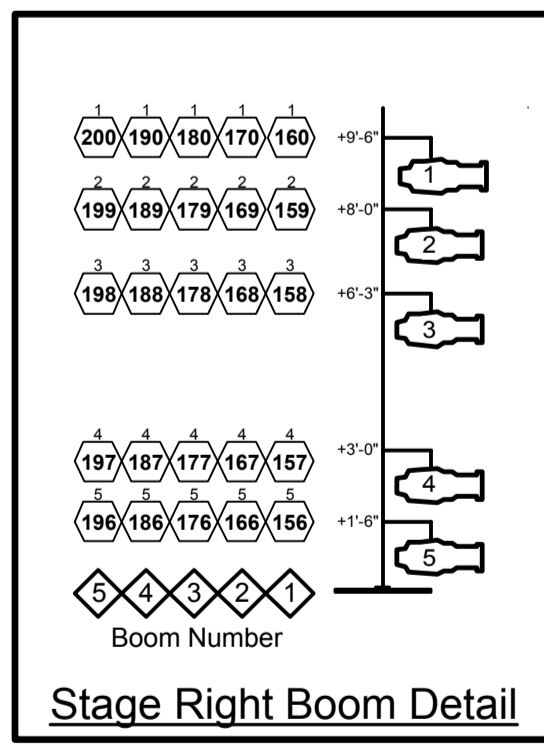 1 1 1 1 1
200 190 180 170 160 +9'-6"
1
2 2 2 2 2
199 189 179 169 159 +8'-0"
2
3 3 3 3 3
198 188 178 168 158 +6'-3"
3
4 4 4 4 4
197 187 177 167 157 +3'-0"
4
5 5 5 5 5
196 186 176 166 156 +1'-6"
5
5 4 3 2 1
Boom Number
Stage Right Boom Detail